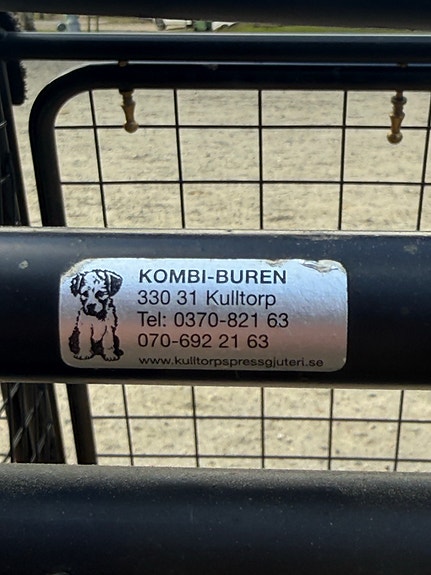 KOMBI-BUREN
330 31 Kulltorp
Tel: 0370-821 63
070-692 21 63
www.kulltorpspressgjuteri.se